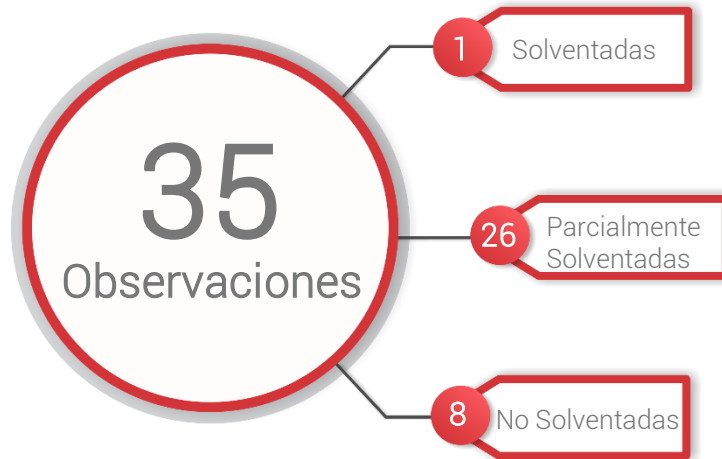 35
Observaciones
1
Solventadas
26
Parcialmente
Solventadas
8
No Solventadas